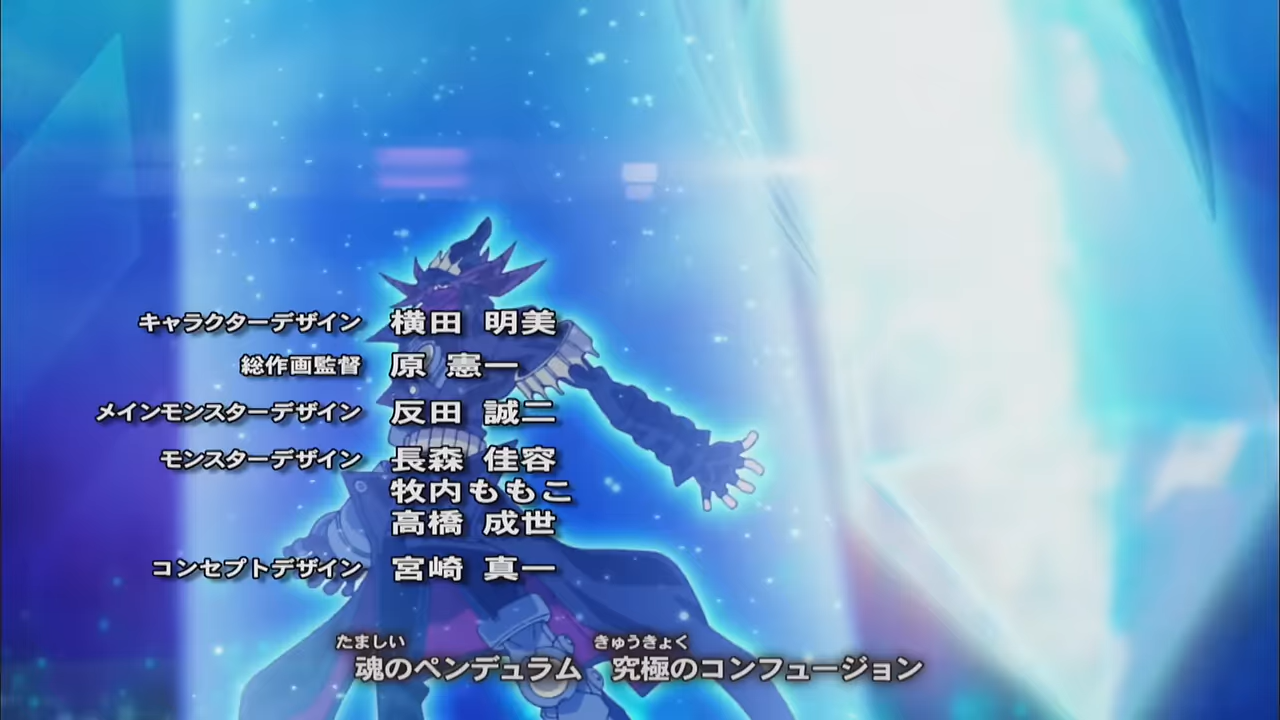 キャラクターデザイン 横田 明美
総作画監督 原 憲一
メインモンスターデザイン 反田 誠二
モンスターデザイン 長森 佳容
牧内ももこ
高橋 成世
コンセプトデザイン 宮崎 真一
たましい きゅうきょく
魂のペンデュラム 究極のコンフュージョン